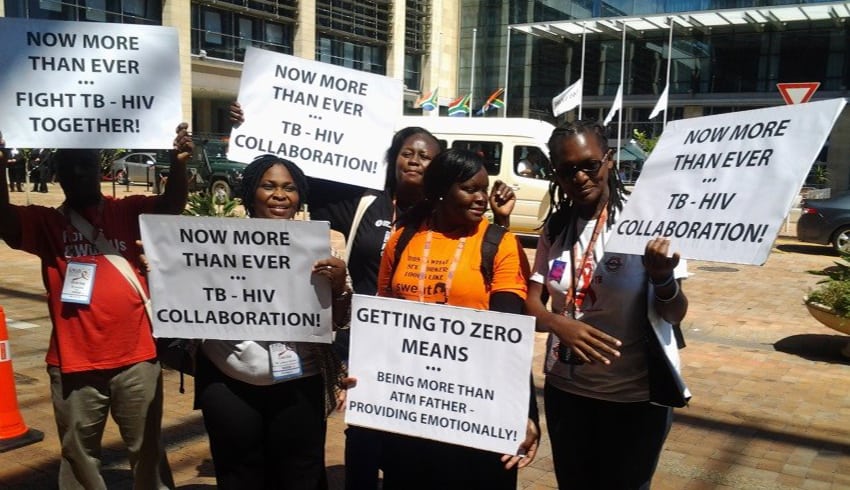 NOW MORE
THAN EVER
...
FIGHT TB - HIV
TOGETHER!
NOW MORE
THAN EVER
...
TB - HIV
COLLABORATION!
NOW MORE
THAN EVER
...
TB - HIV
COLLABORATION!
GETTING TO ZERO
MEANS
...
BEING MORE THAN
ATM FATHER -
PROVIDING EMOTIONALLY!
NOW MORE
THAN EVER
...
TB - HIV
COLLABORATION!